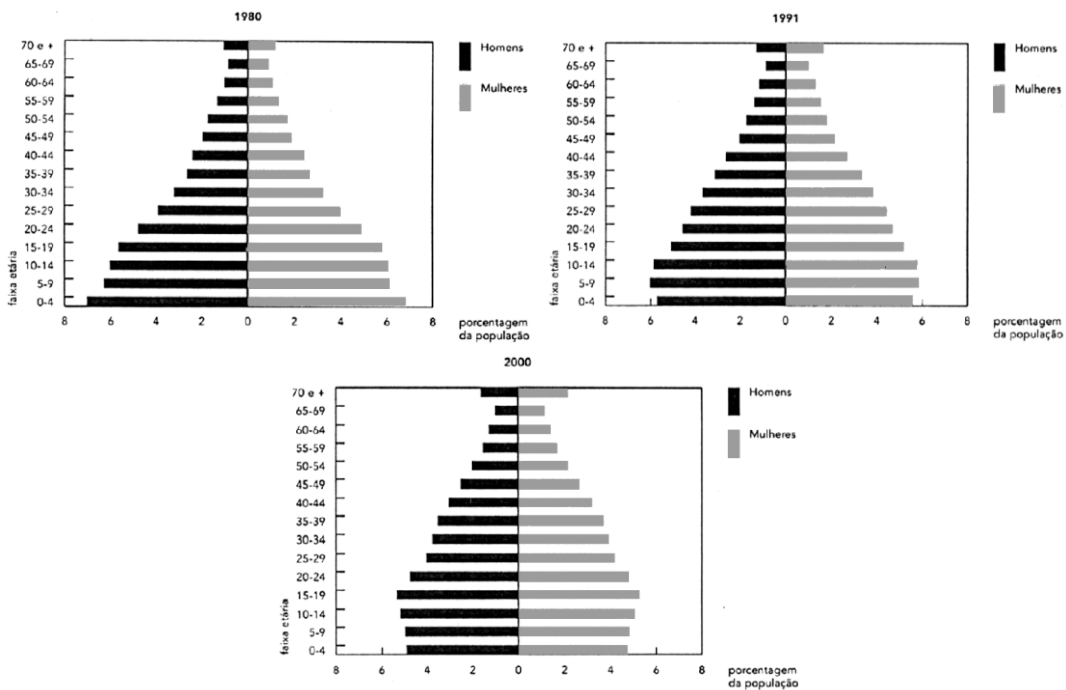 1980
70 e +
65-69
60-64
55-59
50-54
45-49
40-44
35-39
30-34
25-29
20-24
15-19
10-14
5-9
0-4
faixa etária
8 6 4 2 0 2 4 6 8
porcentagem
da população
Homens
Mulheres
1991
70 e +
65-69
60-64
55-59
50-54
45-49
40-44
35-39
30-34
25-29
20-24
15-19
10-14
5-9
0-4
faixa etária
8 6 4 2 0 2 4 6 8
porcentagem
da população
Homens
Mulheres
2000
70 e +
65-69
60-64
55-59
50-54
45-49
40-44
35-39
30-34
25-29
20-24
15-19
10-14
5-9
0-4
faixa etária
8 6 4 2 0 2 4 6 8
porcentagem
da população
Homens
Mulheres